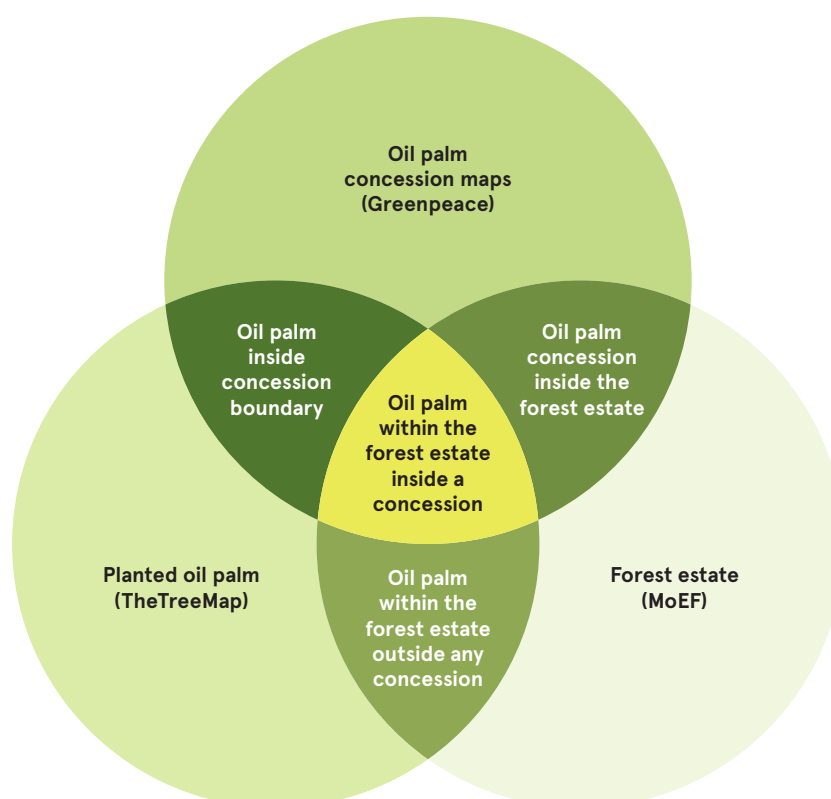 Oil palm
concession maps
(Greenpeace)
Oil palm
inside
concession
boundary
Oil palm
concession
inside the
forest estate
Oil palm
within the
forest estate
inside a
concession
Planted oil palm
(TheTreeMap)
Oil palm
within the
forest estate
outside any
concession
Forest estate
(MoEF)